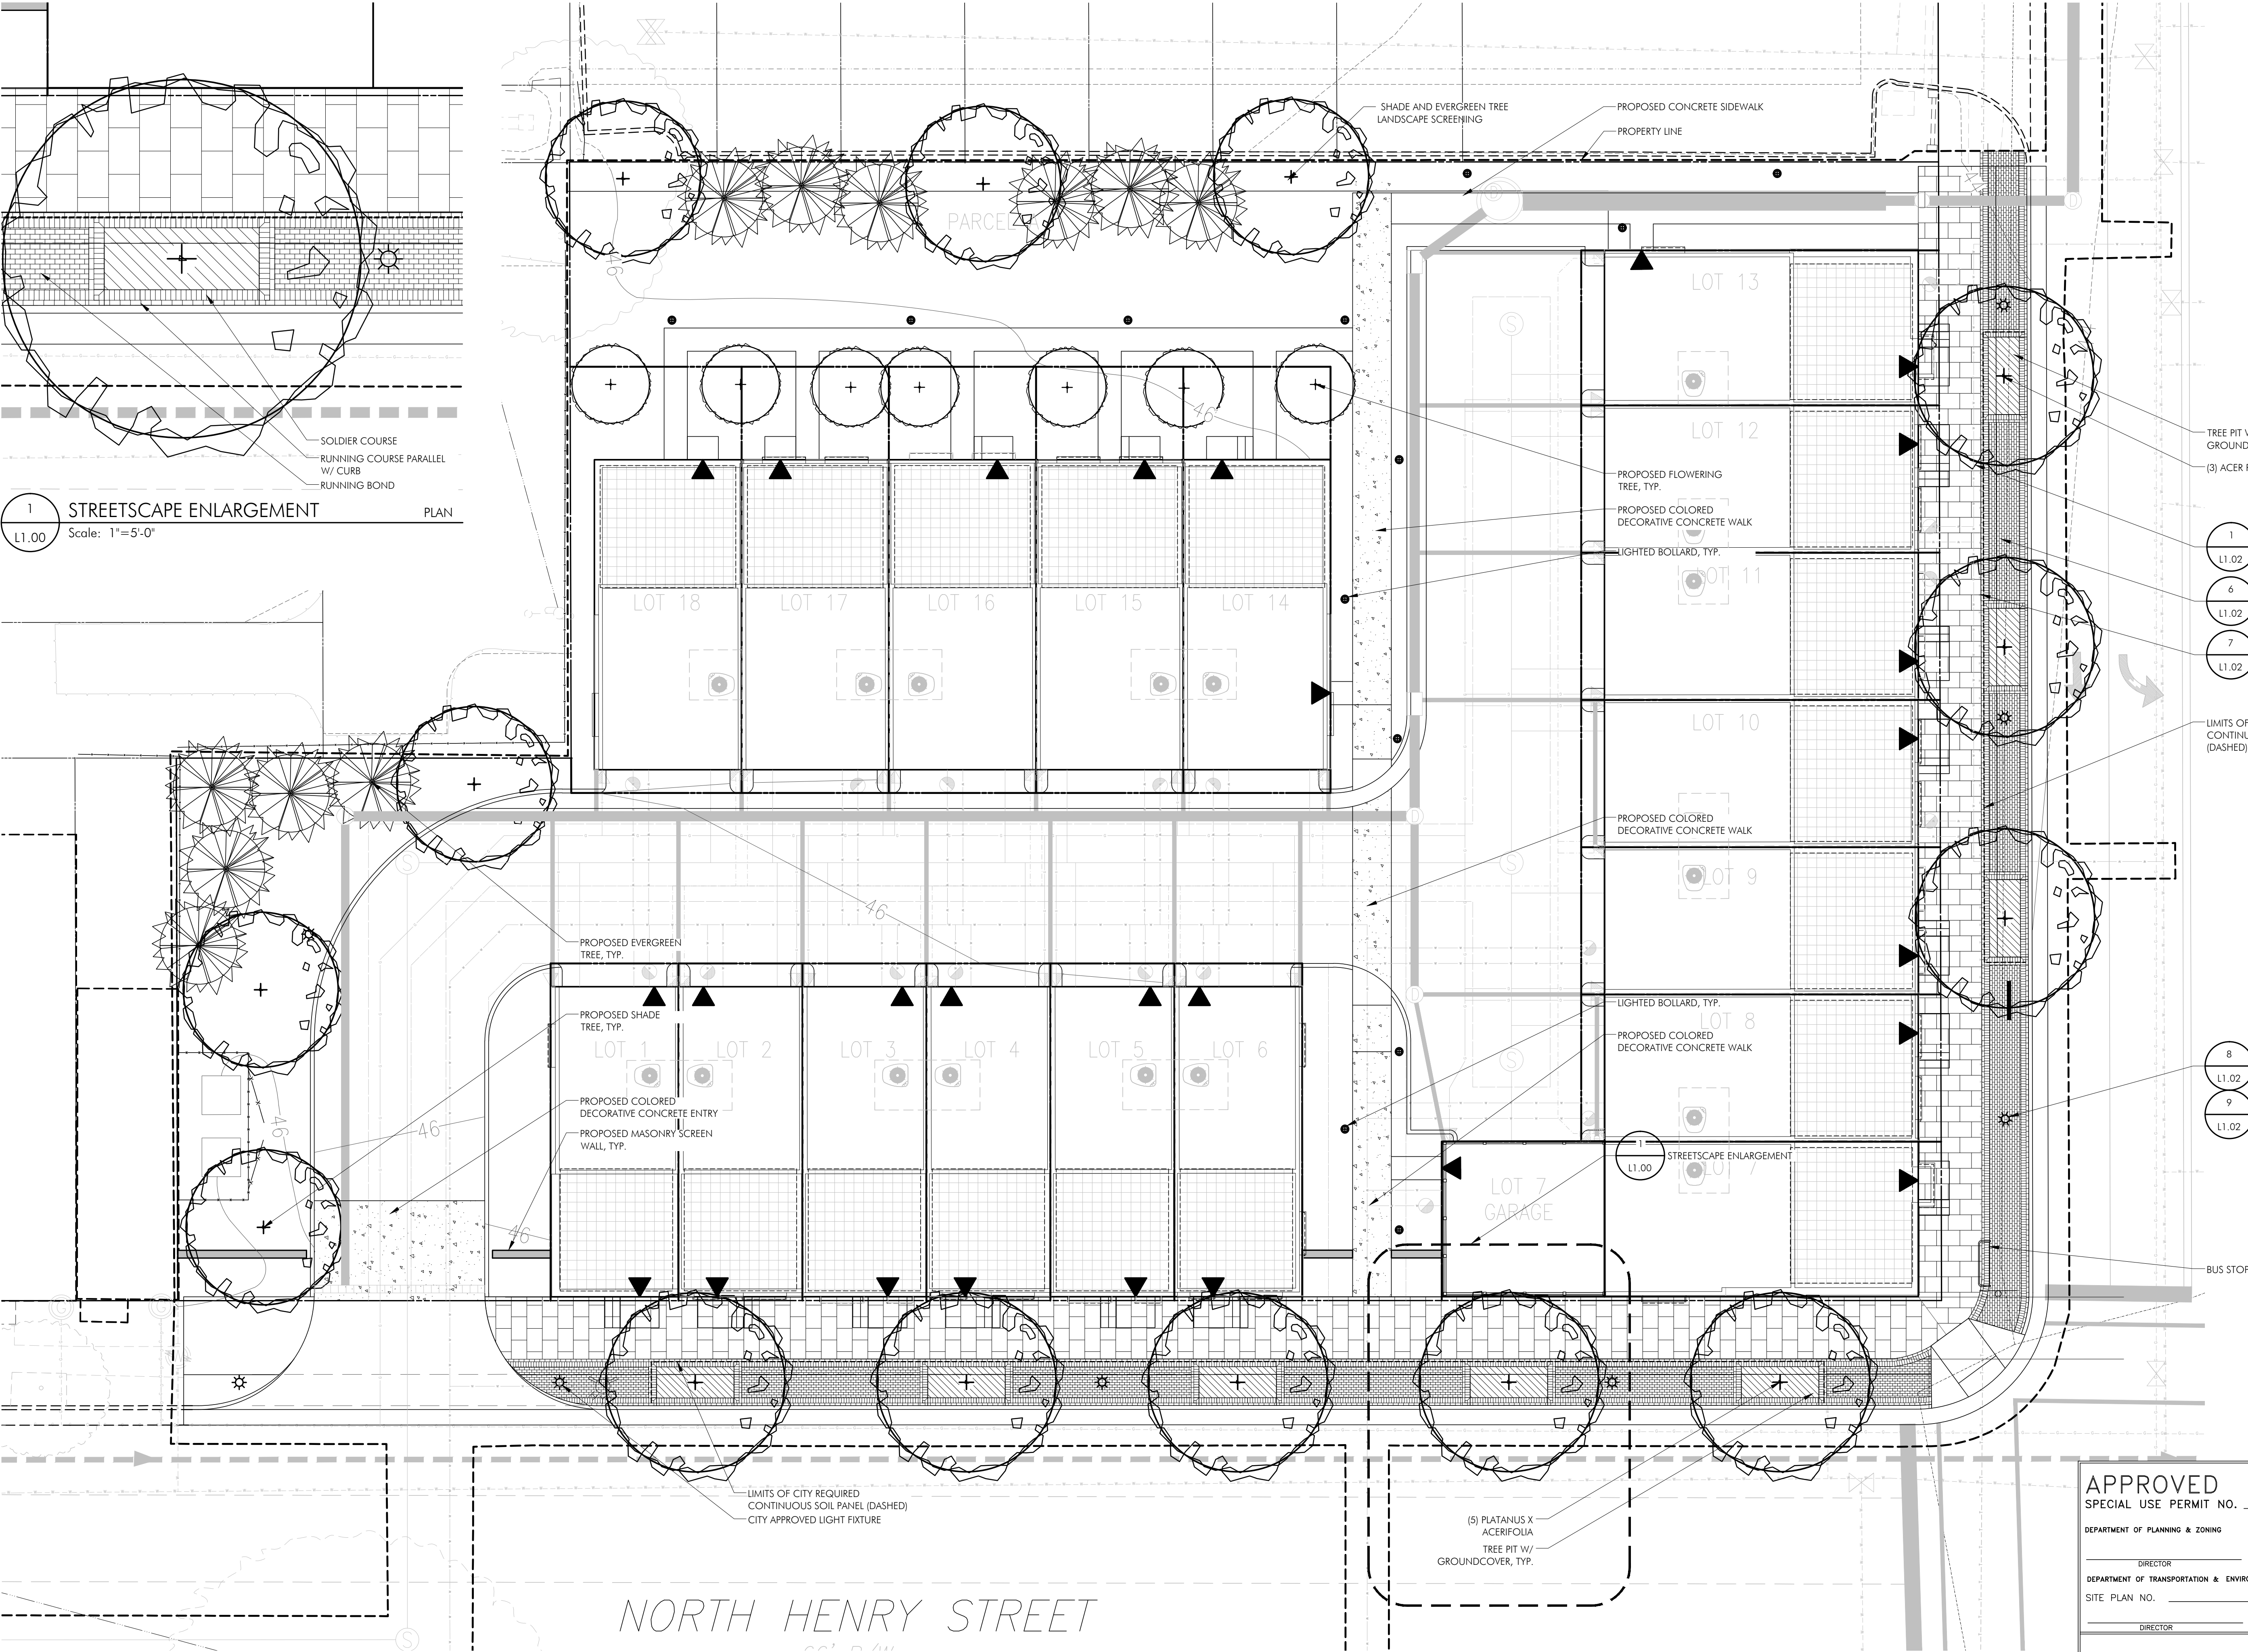 SHADE AND EVERGREEN TREE
LANDSCAPE SCREENING
PROPOSED CONCRETE SIDEWALK
PROPERTY LINE
PARCEL
46
SOLDIER COURSE
RUNNING COURSE PARALLEL
W/ CURB
RUNNING BOND
1
L1.00
STREETSCAPE ENLARGEMENT
PLAN
Scale: 1"=5'-0"
LOT 13
LOT 12
LOT 11
LOT 10
LOT 9
LOT 8
LOT 7
46
PROPOSED FLOWERING
TREE, TYP.
PROPOSED COLORED
DECORATIVE CONCRETE WALK
LIGHTED BOLLARD, TYP.
TREE PIT
GROUND
(3) ACER
1
L1.02
6
L1.02
7
L1.02
LIMITS OF
CONTINU
(DASHED)
LOT 18
LOT 17
LOT 16
LOT 15
LOT 14
PROPOSED COLORED
DECORATIVE CONCRETE WALK
46
PROPOSED EVERGREEN
TREE, TYP.
PROPOSED SHADE
TREE, TYP.
LOT 1
LOT 2
LOT 3
LOT 4
LOT 5
LOT 6
LIGHTED BOLLARD, TYP.
PROPOSED COLORED
DECORATIVE CONCRETE WALK
8
L1.02
9
L1.02
PROPOSED COLORED
DECORATIVE CONCRETE ENTRY
PROPOSED MASONRY SCREEN
WALL, TYP.
46
46
46
1
L1.00
STREETSCAPE ENLARGEMENT
LOT 7
GARAGE
BUS STOP
LIMITS OF CITY REQUIRED
CONTINUOUS SOIL PANEL (DASHED)
CITY APPROVED LIGHT FIXTURE
(5) PLATANUS X
ACERIFOLIA
TREE PIT W/
GROUNDCOVER, TYP.
NORTH HENRY STREET
APPROVED
SPECIAL USE PERMIT NO.
DEPARTMENT OF PLANNING & ZONING
DIRECTOR
DEPARTMENT OF TRANSPORTATION & ENVIRO
SITE PLAN NO.
DIRECTOR